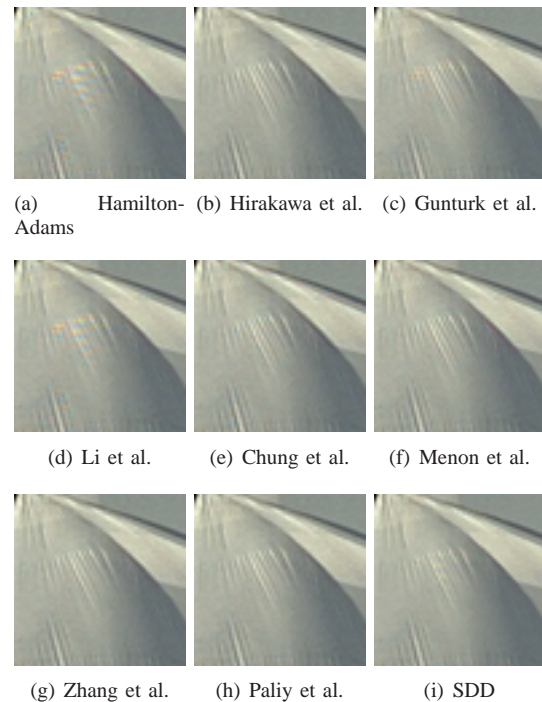 (a) Hamilton-Adams
(b) Hirakawa et al.
(c) Gunturk et al.
(d) Li et al.
(e) Chung et al.
(f) Menon et al.
(g) Zhang et al.
(h) Paliy et al.
(i) SDD